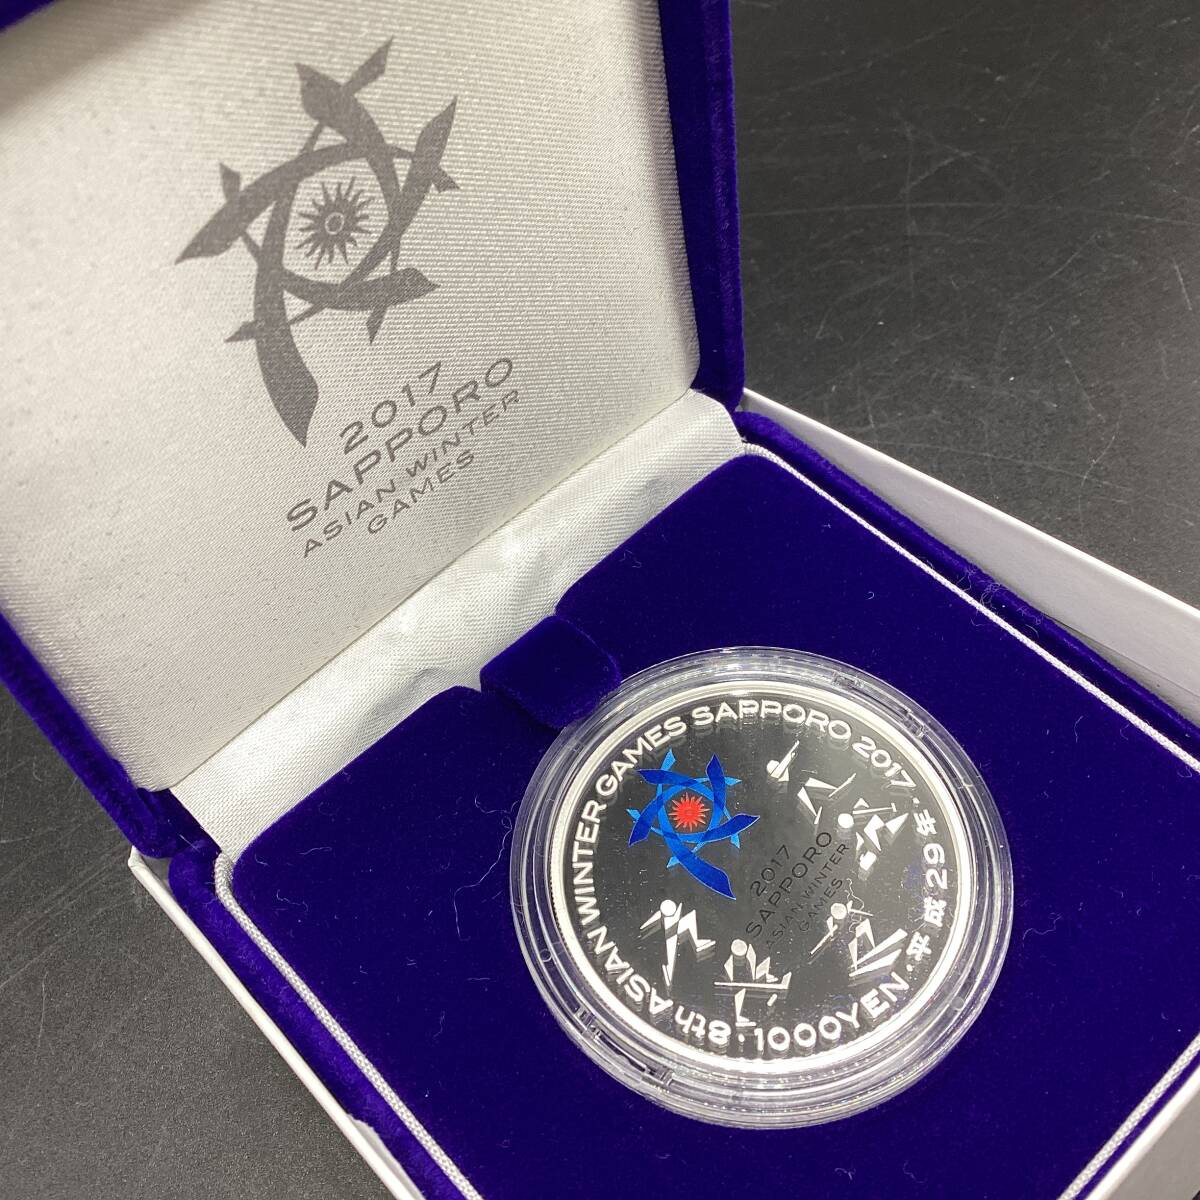 2017
SAPPORO
ASIAN WINTER
GAMES
8th ASIAN WINTER GAMES SAPPORO 2017・
平成29年・
1000YEN・
2017
SAPPORO
ASIAN WINTER
GAMES